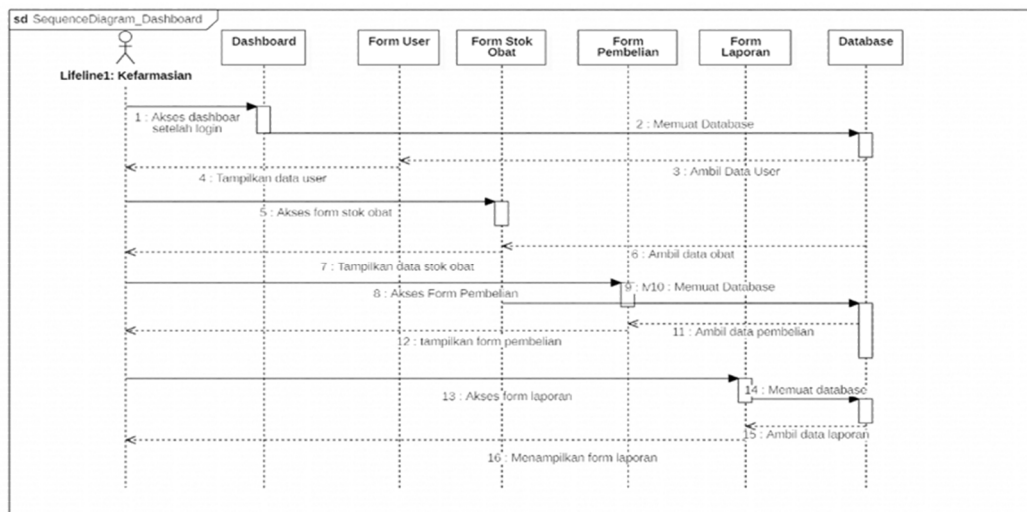 sd SequenceDiagram_Dashboard
Dashboard
Form User
Form Stok
Obat
Form
Pembelian
Form
Laporan
Database
Lifeline1: Kefarmasian
1 : Akses dashboar
setelah login
2 : Memuat Database
3 : Ambil Data User
4 : Tampilkan data user
5 : Akses form stok obat
6 : Ambil data obat
7 : Tampilkan data stok obat
8 : Akses Form Pembelian
9 : M10 : Memuat Database
11 : Ambil data pembelian
12 : tampilkan form pembelian
13 : Akses form laporan
14 : Memuat database
15 : Ambil data laporan
16 : Menampilkan form laporan